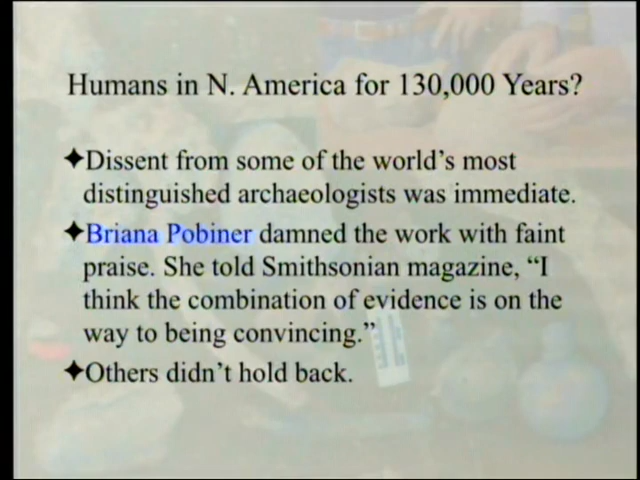 Humans in N. America for 130,000 Years?
✦Dissent from some of the world's most
distinguished archaeologists was immediate.
✦Briana Pobiner damned the work with faint
praise. She told Smithsonian magazine, “I
think the combination of evidence is on the
way to being convincing.”
✦Others didn't hold back.